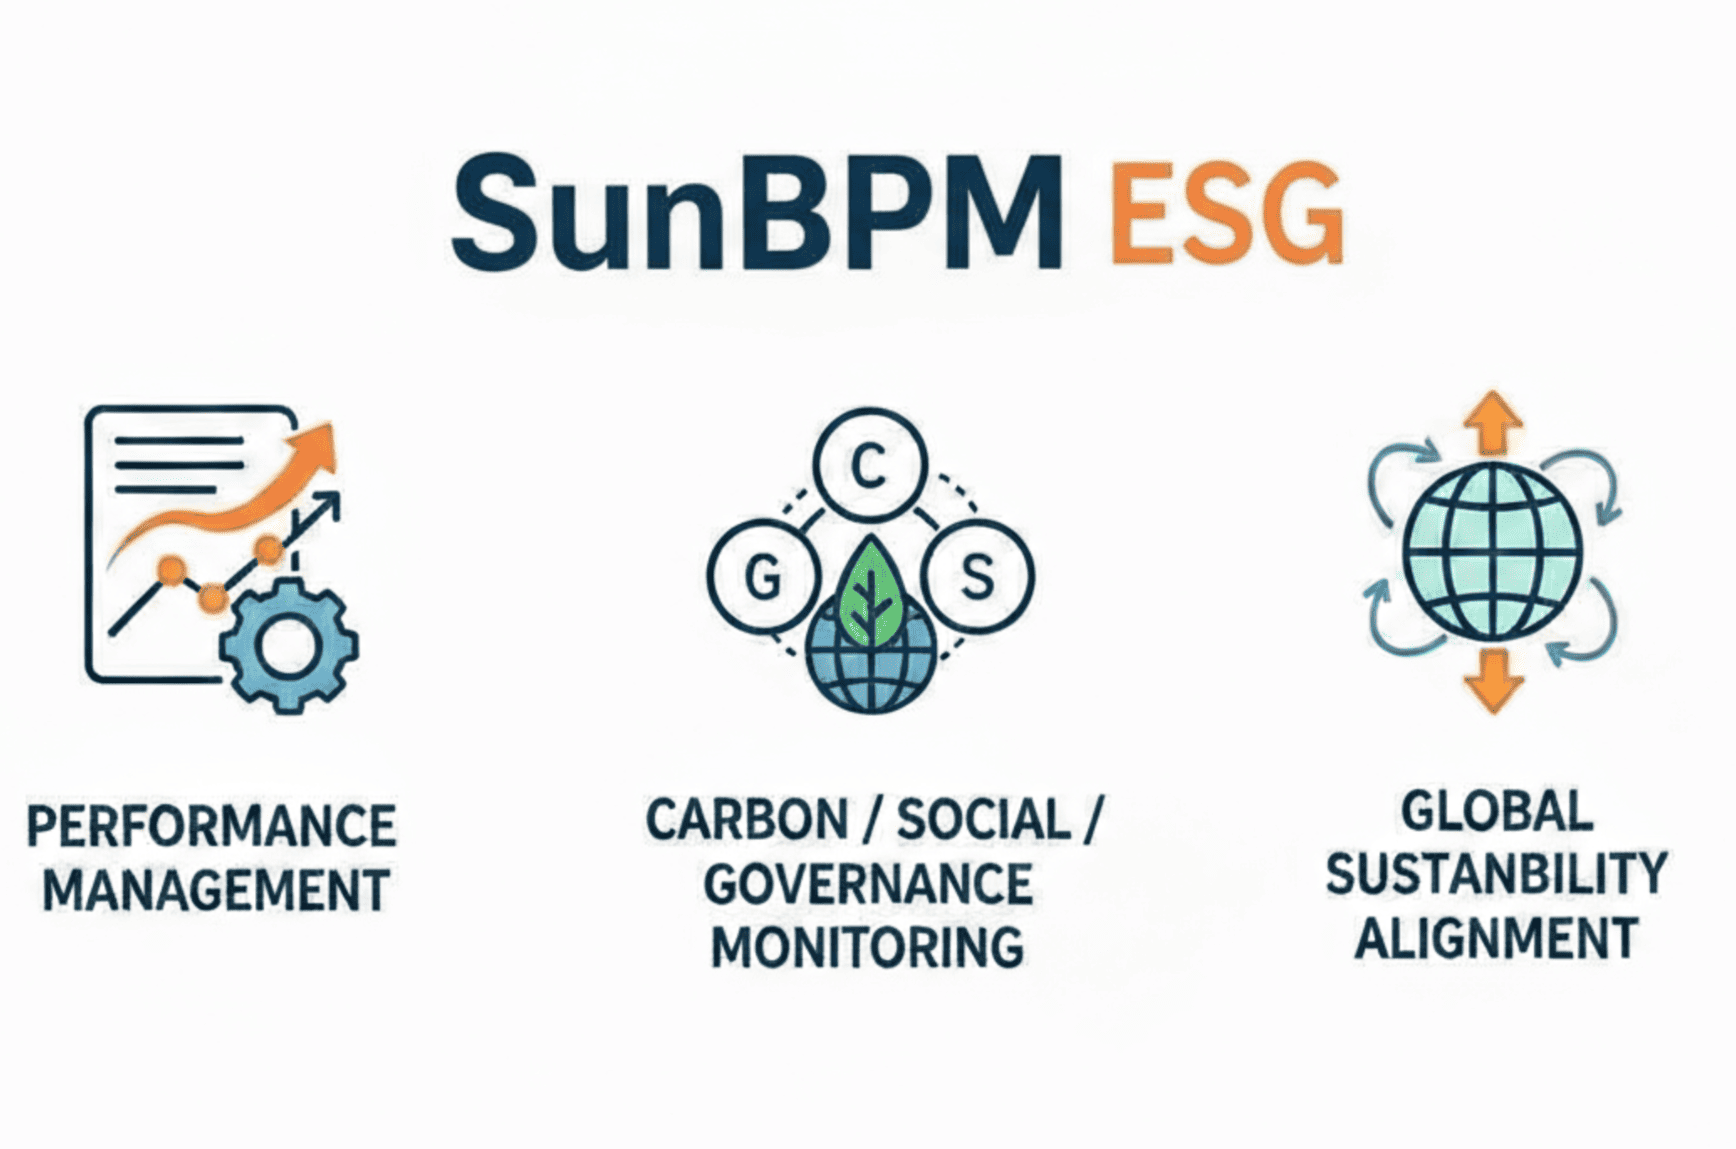 SunBPM ESG
C
G
S
PERFORMANCE
MANAGEMENT
CARBON / SOCIAL /
GOVERNANCE
MONITORING
GLOBAL
SUSTANBILITY
ALIGNMENT